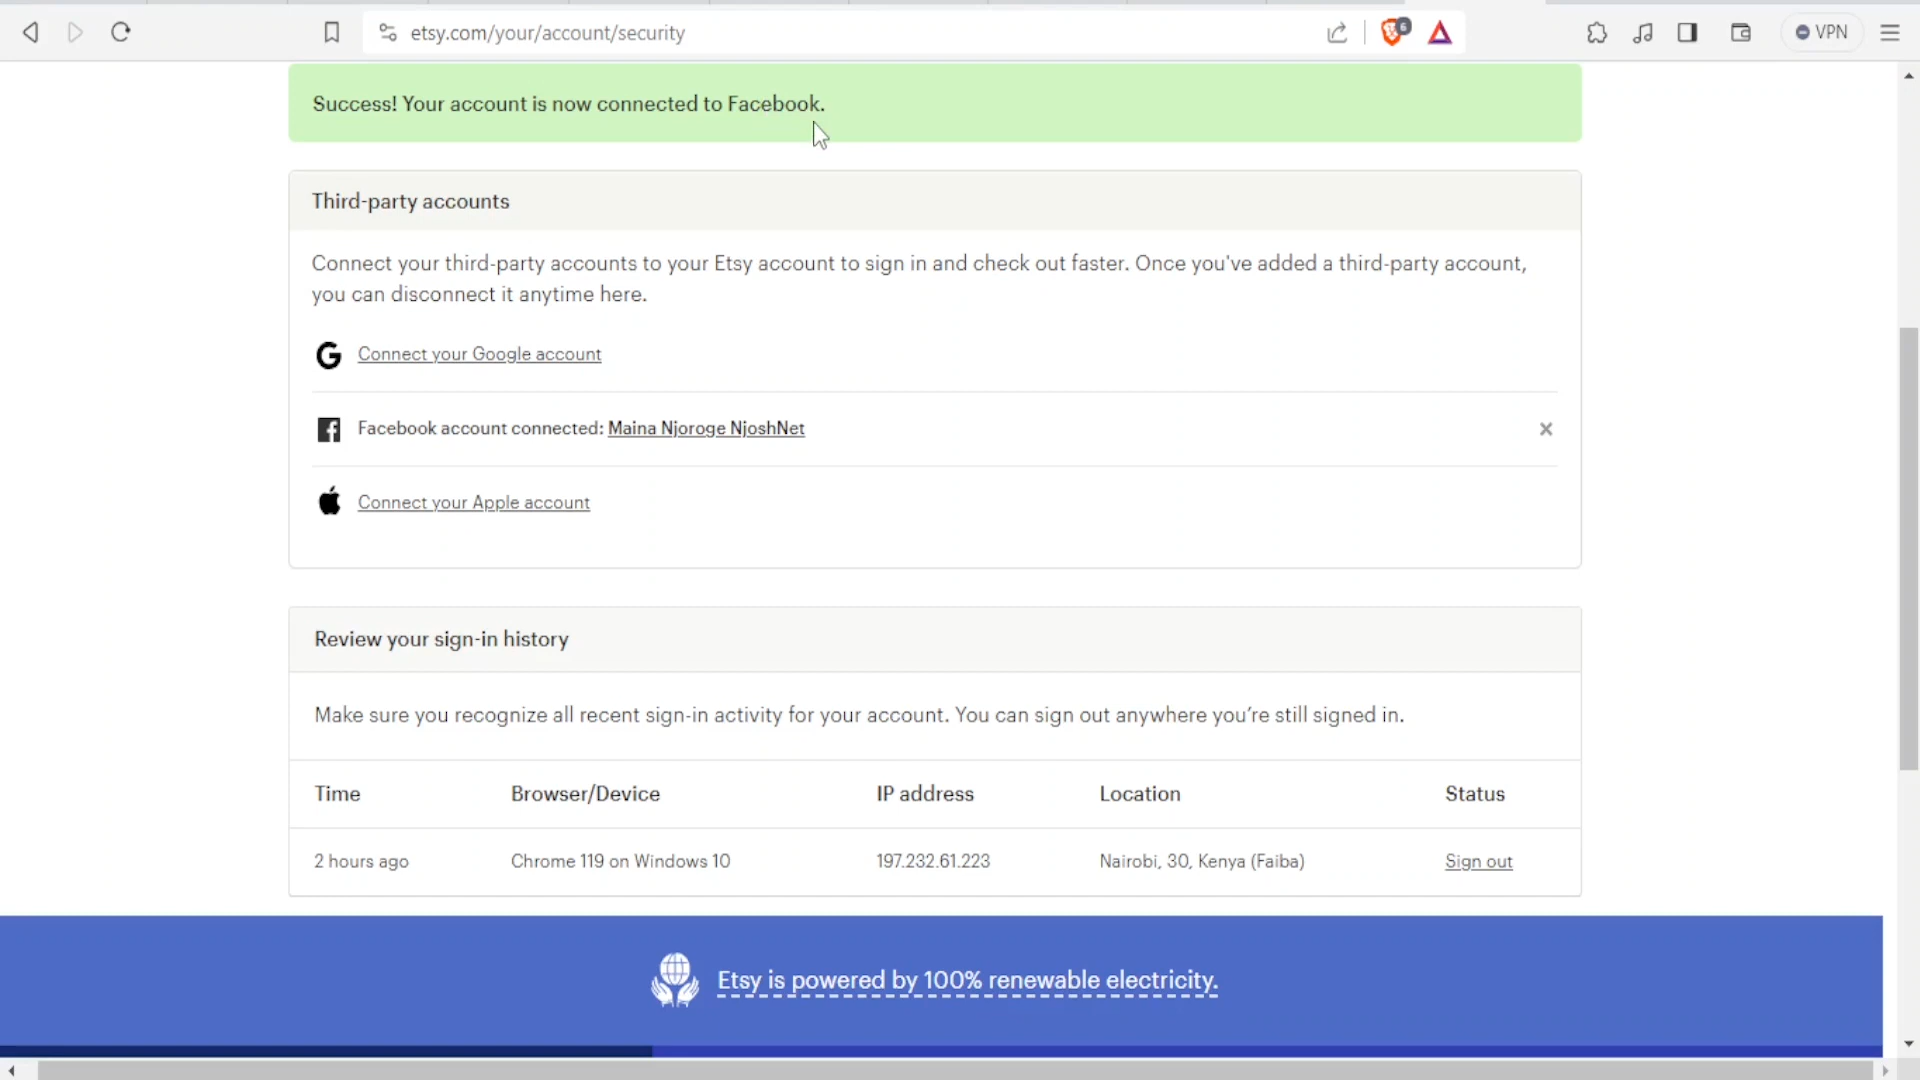 etsy.com/your/account/security
6
VPN
Success! Your account is now connected to Facebook.
Third-party accounts
Connect your third-party accounts to your Etsy account to sign in and check out faster. Once you've added a third-party account,
you can disconnect it anytime here.
Connect your Google account
Facebook account connected: Maina Njoroge NjoshNet
Connect your Apple account
Review your sign-in history
Make sure you recognize all recent sign-in activity for your account. You can sign out anywhere you’re still signed in.
Time Browser/Device IP address Location Status
2 hours ago Chrome 119 on Windows 10 197.232.61.223 Nairobi, 30, Kenya (Faiba) Sign out
Etsy is powered by 100% renewable electricity.